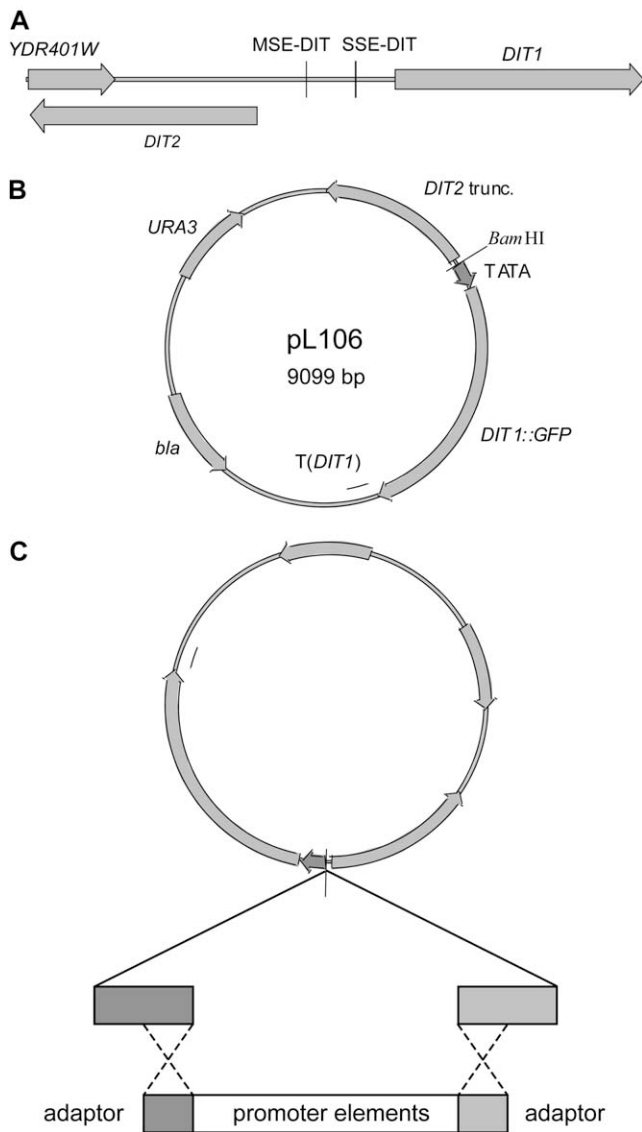 A
YDR401W
MSE-DIT SSE-DIT
DIT1
DIT2
B
DIT2 trunc.
URA3
BamHI
TATA
pL106
9099 bp
DIT1::GFP
bla
T(DIT1)
C
adaptor promoter elements adaptor